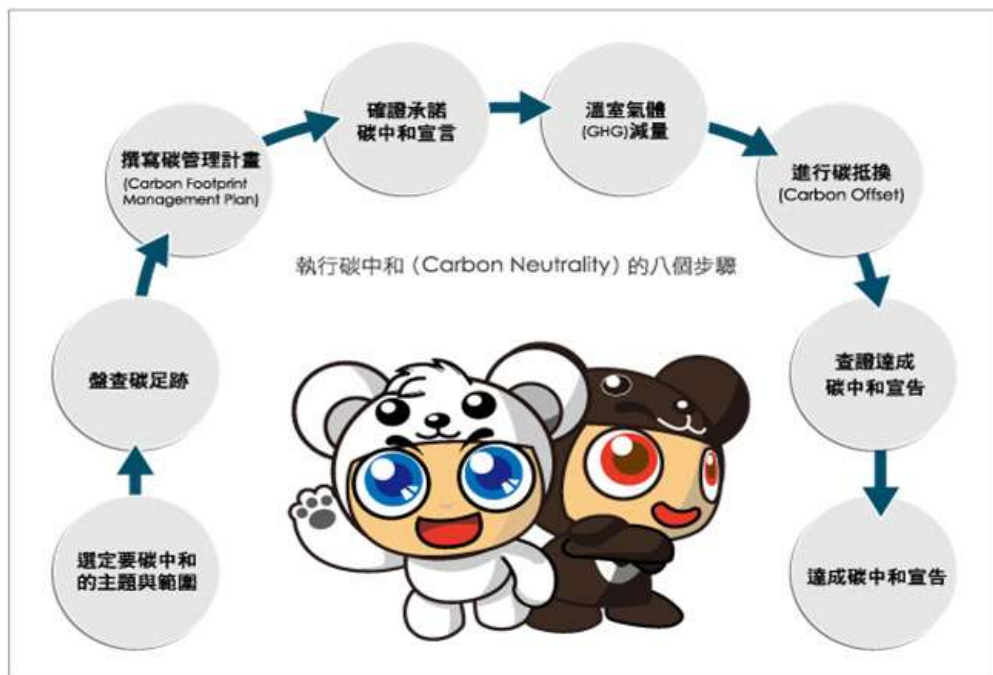 確證承諾
碳中和宣言
溫室氣體
(GHG)減量
撰寫碳管理計畫
(Carbon Footprint
Management Plan)
進行碳抵換
(Carbon Offset)
執行碳中和（Carbon Neutrality）的八個步驟
盤查碳足跡
查證達成
碳中和宣告
選定要碳中和
的主題與範圍
達成碳中和宣告